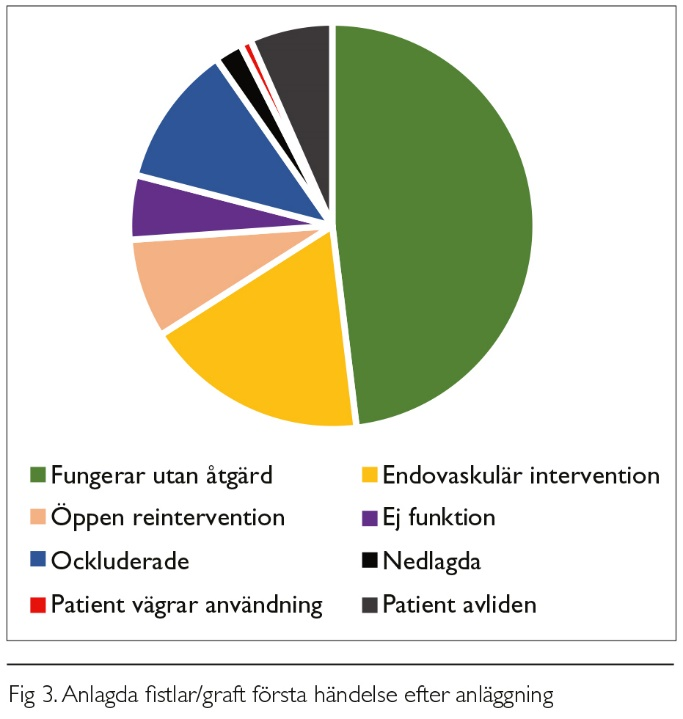 Fungerar utan åtgärd
Endovaskulär intervention
Öppen reintervention
Ej funktion
Ockluderade
Nedlagda
Patient vägrar användning
Patient avliden
Fig 3. Anlagda fistlar/graft första händelse efter anläggning